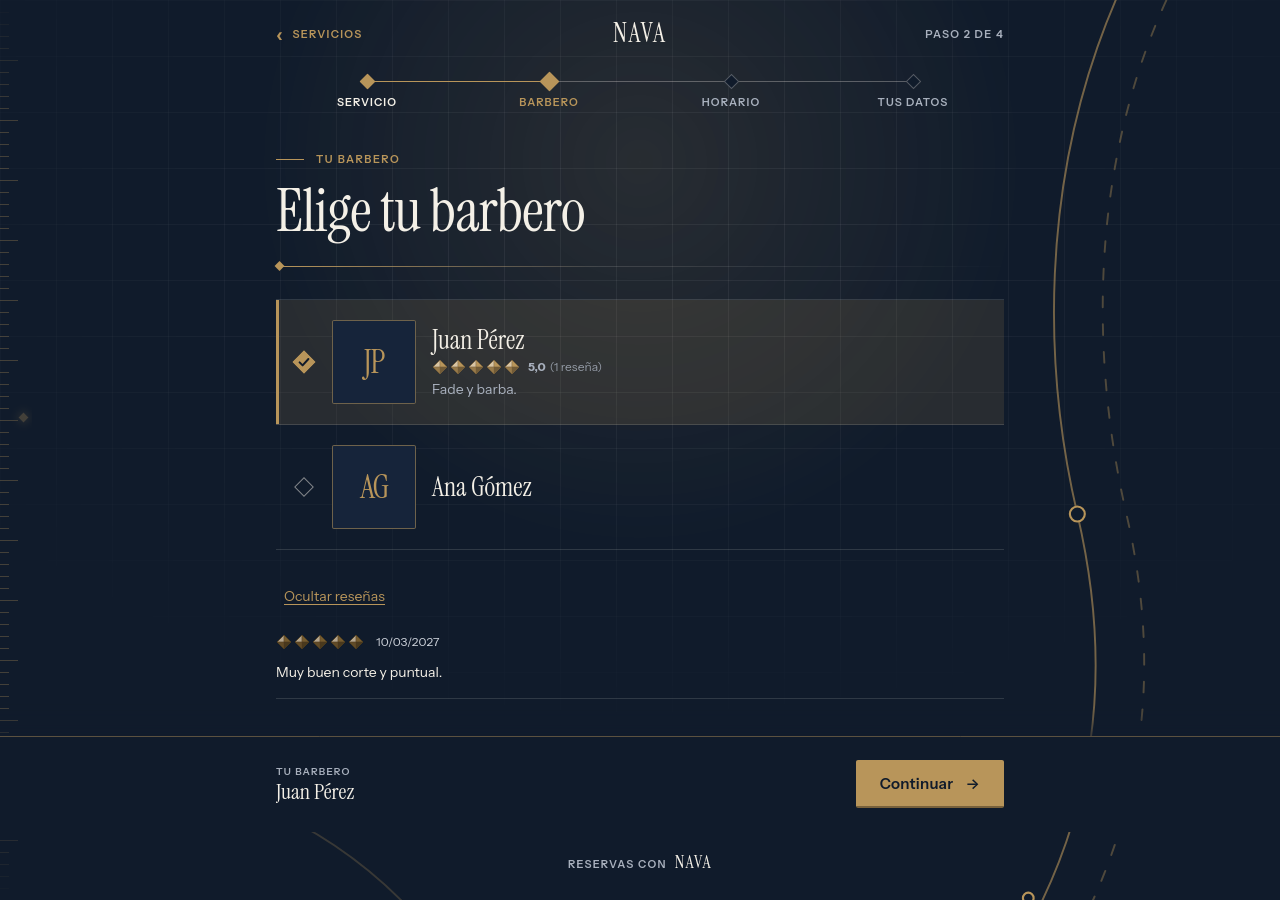 ‹ SERVICIOS
NAVA
PASO 2 DE 4
SERVICIO
BARBERO
HORARIO
TUS DATOS
TU BARBERO
Elige tu barbero
JP
Juan Pérez
5,0 (1 reseña)
Fade y barba.
AG
Ana Gómez
Ocultar reseñas
10/03/2027
Muy buen corte y puntual.
TU BARBERO
Juan Pérez
Continuar →
RESERVAS CON NAVA